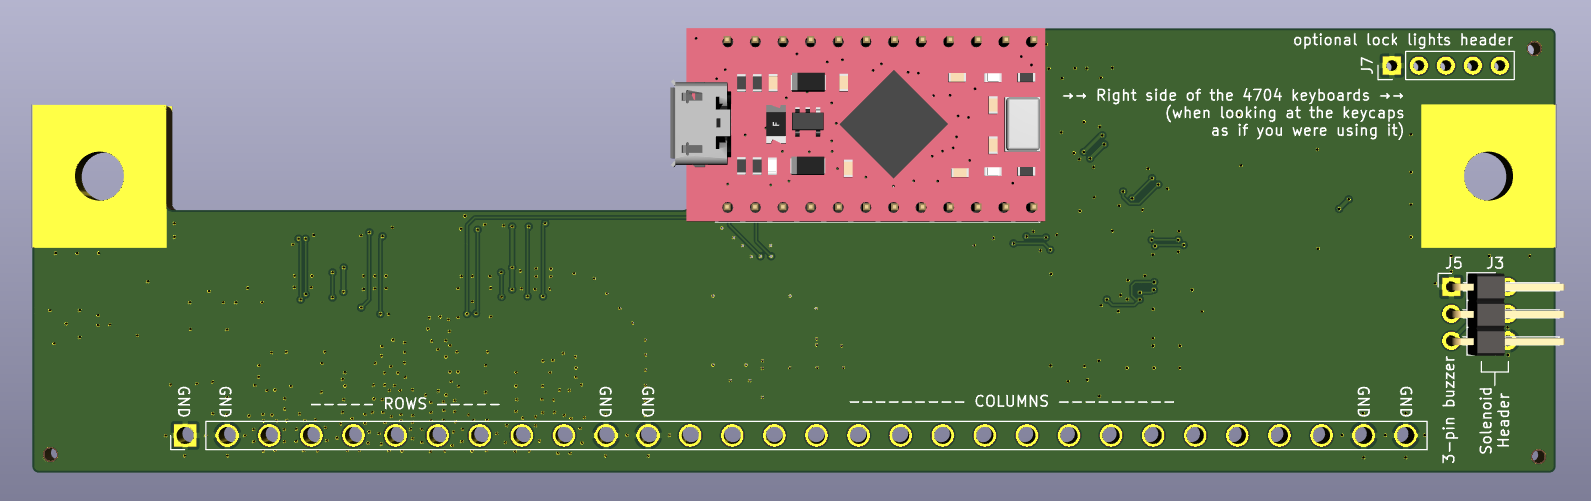 optional lock lights header
J7
→→ Right side of the 4704 keyboards →→
(when looking at the keycaps
as if you were using it)
F
J5
J3
GND
GND
------ ROWS ------
GND
GND
--------- COLUMNS ---------
GND
GND
3-pin buzzer
Solenoid
Header